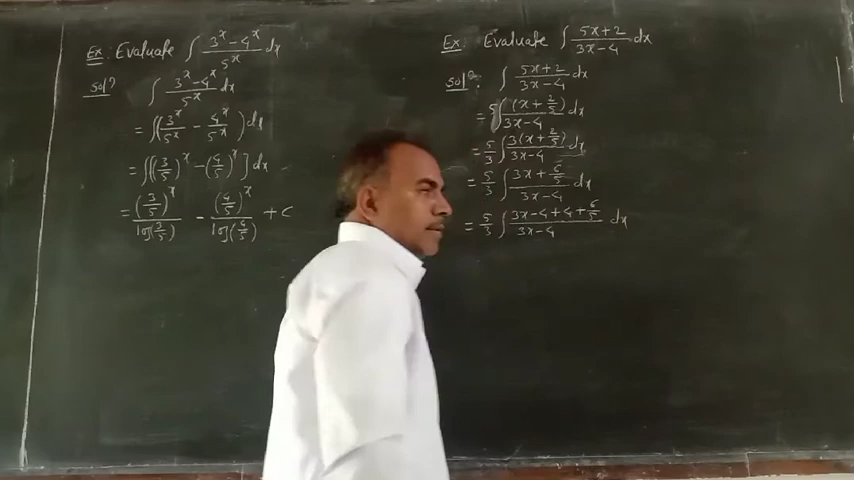 Ex: Evaluate ∫ (3^x - 4^x)/5^x dx
Solⁿ ∫ (3^x - 4^x)/5^x dx
= ∫(3^x/5^x - 4^x/5^x) dx
= ∫[(3/5)^x - (4/5)^x] dx
= (3/5)^x/log(3/5) - (4/5)^x/log(4/5) + c
Ex: Evaluate ∫ (5x+2)/(3x-4) dx
Solⁿ: ∫ (5x+2)/(3x-4) dx
= 5∫ (x + 2/5)/(3x-4) dx
= 5/3 ∫ 3(x + 2/5)/(3x-4) dx
= 5/3 ∫ (3x + 6/5)/(3x-4) dx
= 5/3 ∫ (3x-4+4+6/5)/(3x-4) dx